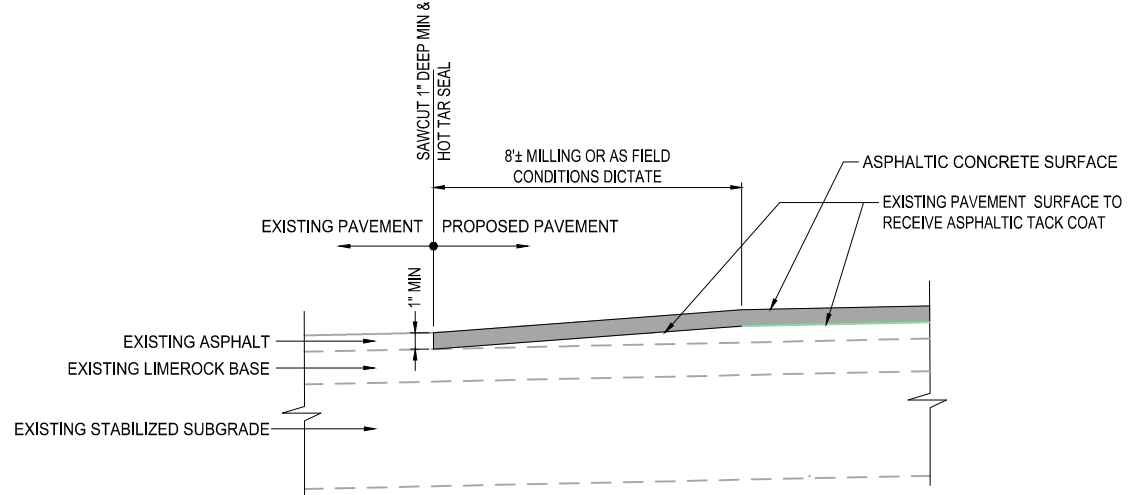 SAWCUT 1" DEEP MIN &
HOT TAR SEAL
8'± MILLING OR AS FIELD
CONDITIONS DICTATE
ASPHALTIC CONCRETE SURFACE
EXISTING PAVEMENT SURFACE TO
RECEIVE ASPHALTIC TACK COAT
EXISTING PAVEMENT
PROPOSED PAVEMENT
1" MIN
EXISTING ASPHALT
EXISTING LIMEROCK BASE
EXISTING STABILIZED SUBGRADE